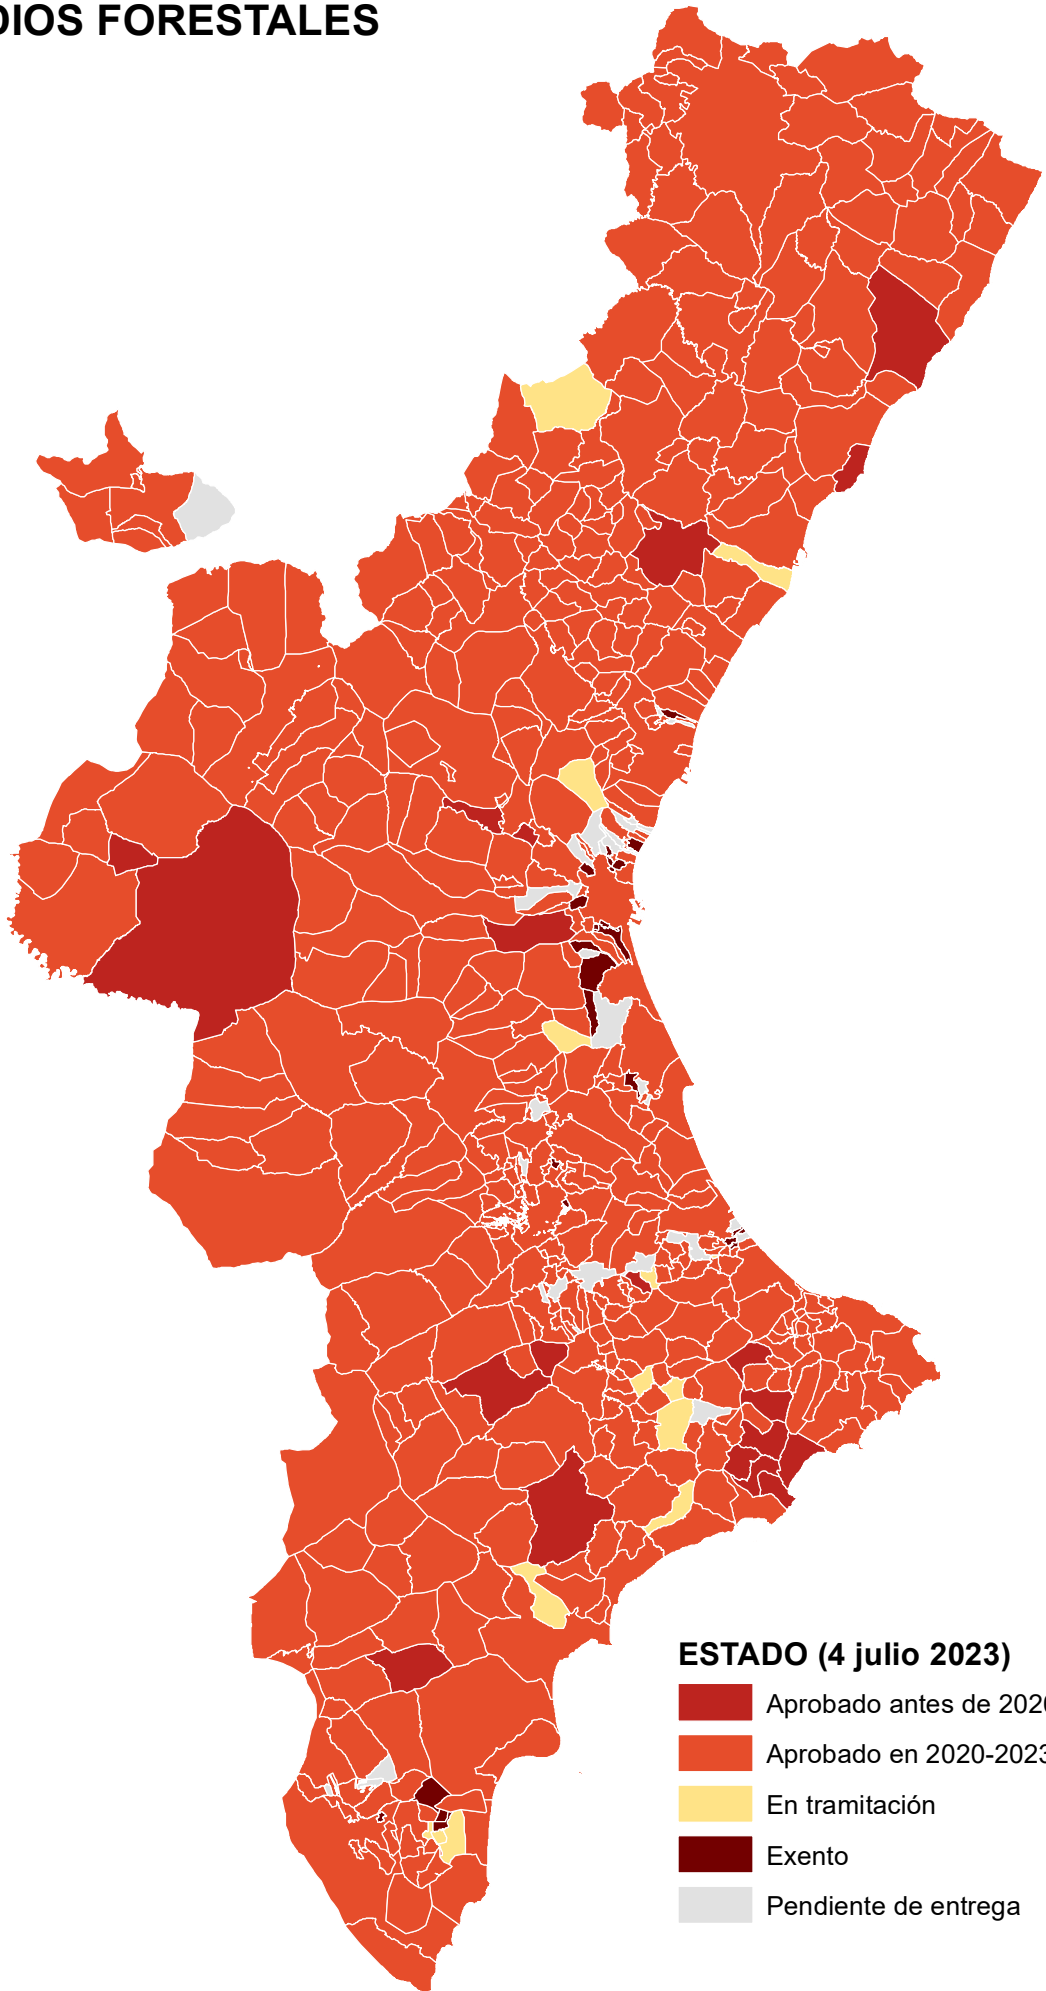 DIOS FORESTALES
ESTADO (4 julio 2023)
Aprobado antes de 202
Aprobado en 2020-2023
En tramitación
Exento
Pendiente de entrega